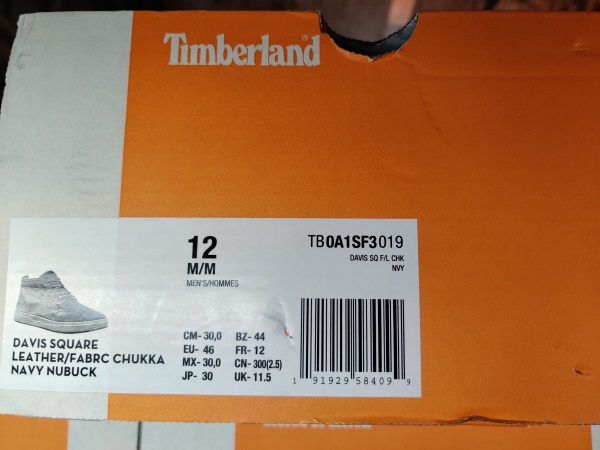 Timberland®
12
M/M
MEN'S/HOMMES
TB0A1SF3019
DAVIS SQ F/L CHK
NVY
DAVIS SQUARE
LEATHER/FABRC CHUKKA
NAVY NUBUCK
CM- 30,0 BZ- 44
EU- 46 FR- 12
MX- 30,0 CN- 300(2.5)
JP- 30 UK- 11.5
1 91929 58409 9